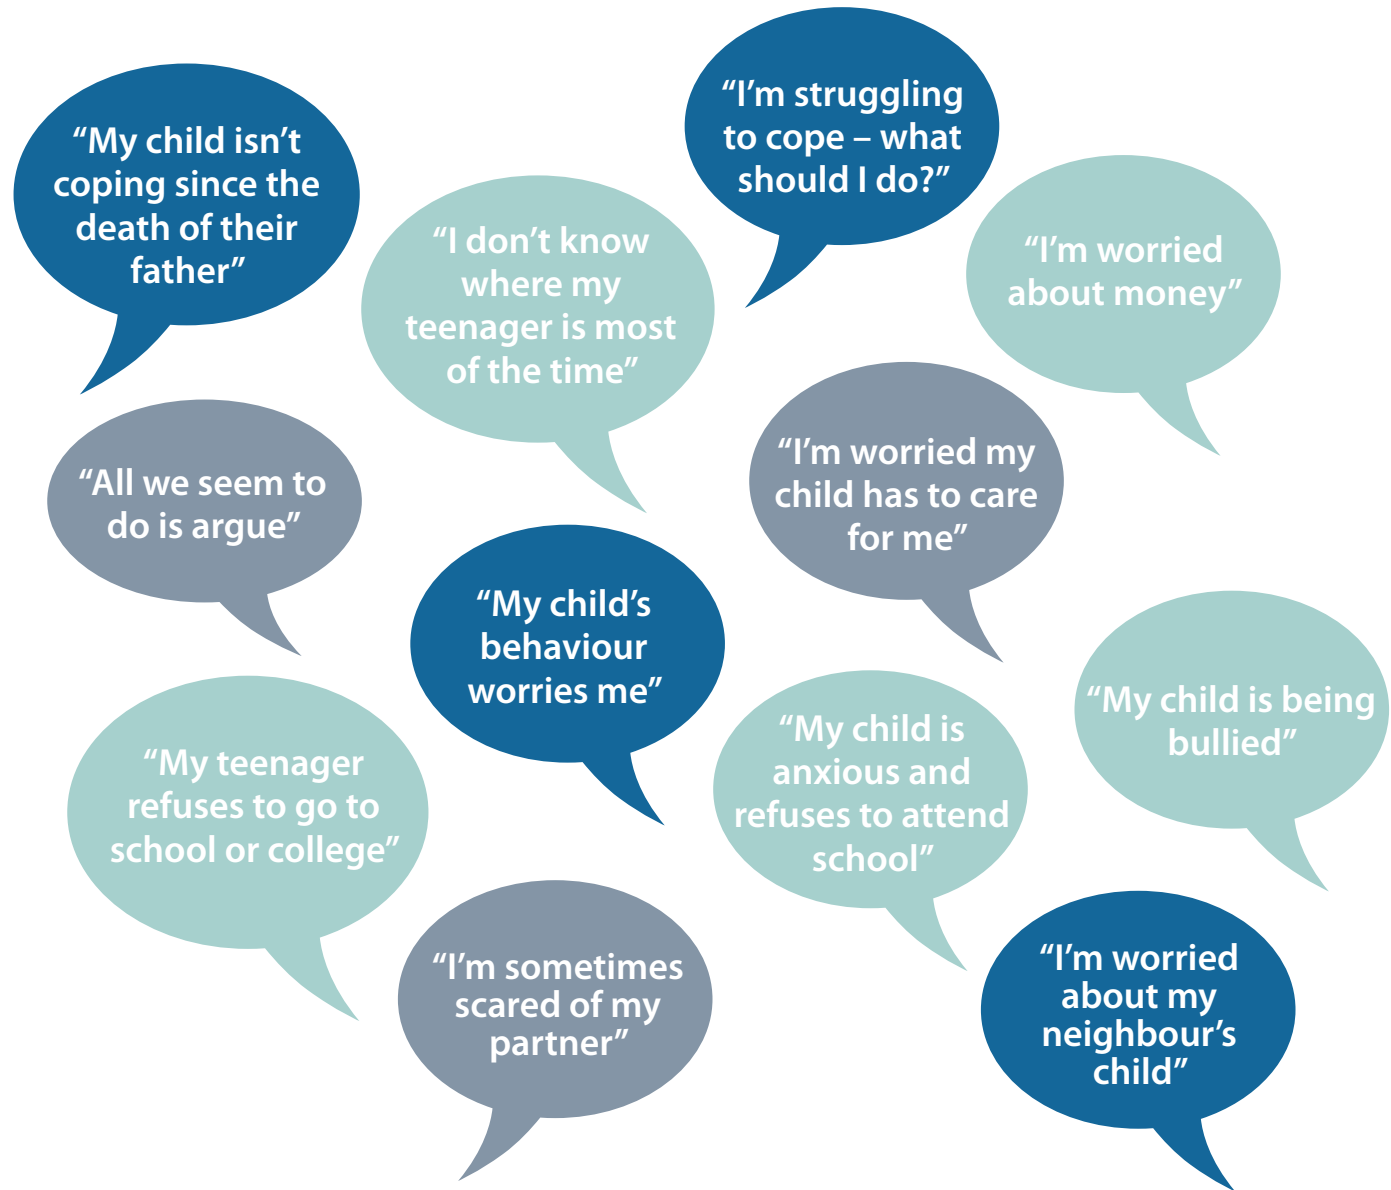 “My child isn’t
coping since the
death of their
father”
“I’m struggling
to cope – what
should I do?”
“I don’t know
where my
teenager is most
of the time”
“I’m worried
about money”
“All we seem to
do is argue”
“I’m worried my
child has to care
for me”
“My child’s
behaviour
worries me”
“My child is being
bullied”
“My teenager
refuses to go to
school or college”
“My child is
anxious and
refuses to attend
school”
“I’m sometimes
scared of my
partner”
“I’m worried
about my
neighbour’s
child”